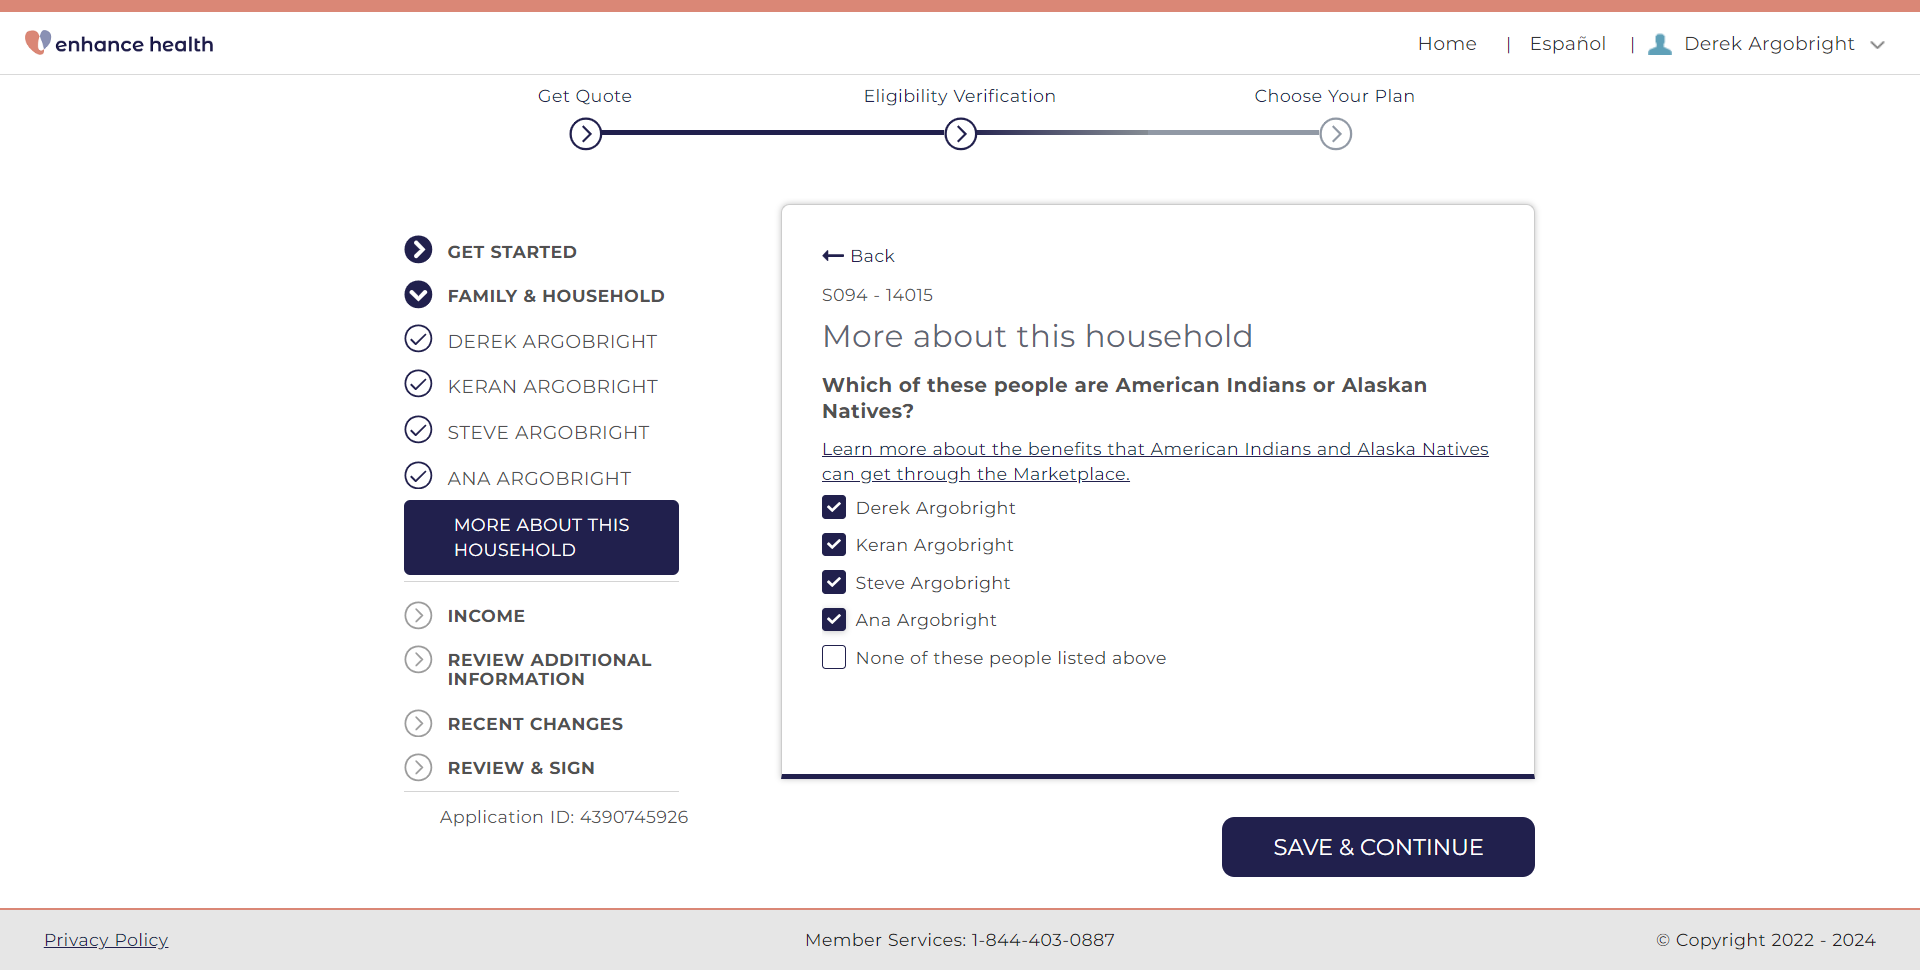 enhance health
Home | Español | Derek Argobright
Get Quote
Eligibility Verification
Choose Your Plan
GET STARTED
FAMILY & HOUSEHOLD
DEREK ARGOBRIGHT
KERAN ARGOBRIGHT
STEVE ARGOBRIGHT
ANA ARGOBRIGHT
MORE ABOUT THIS
HOUSEHOLD
INCOME
REVIEW ADDITIONAL
INFORMATION
RECENT CHANGES
REVIEW & SIGN
Application ID: 4390745926
Back
S094 - 14015
More about this household
Which of these people are American Indians or Alaskan
Natives?
Learn more about the benefits that American Indians and Alaska Natives
can get through the Marketplace.
Derek Argobright
Keran Argobright
Steve Argobright
Ana Argobright
None of these people listed above
SAVE & CONTINUE
Privacy Policy
Member Services: 1-844-403-0887
© Copyright 2022 - 2024